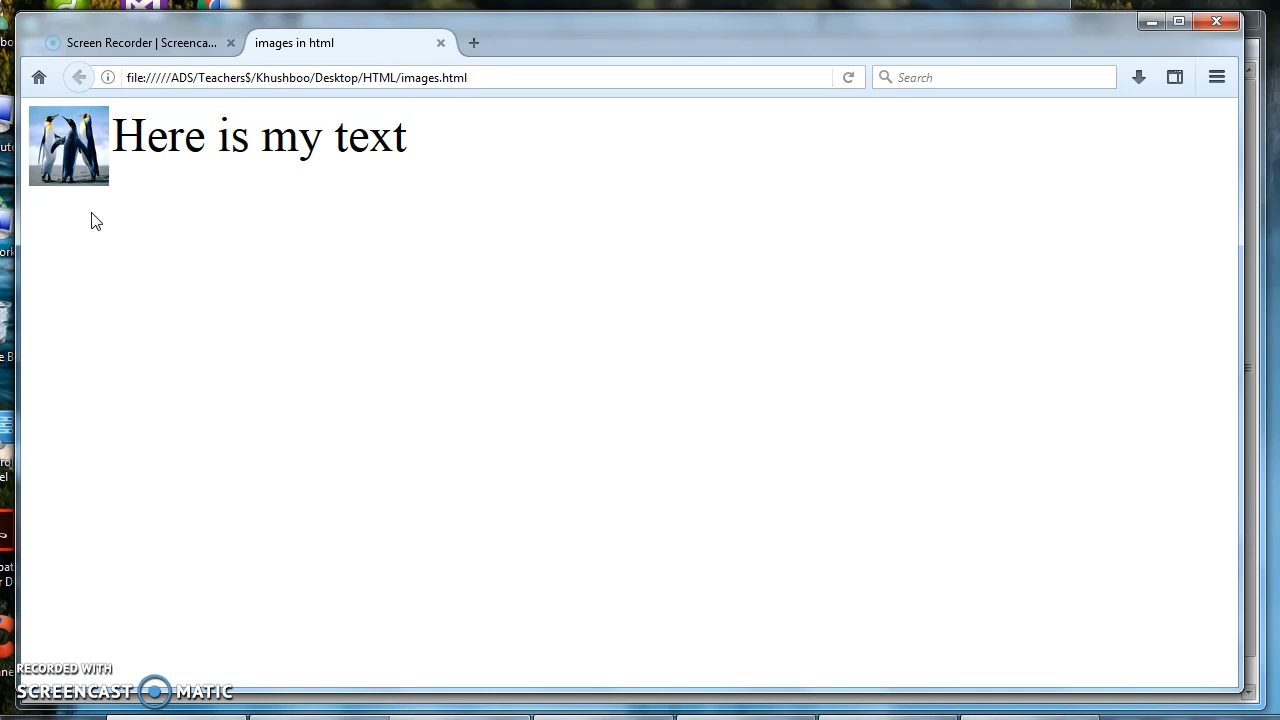 Screen Recorder | Screenca...
images in html
file://///ADS/Teachers$/Khushboo/Desktop/HTML/images.html
Search
Here is my text
RECORDED WITH
SCREENCAST MATIC